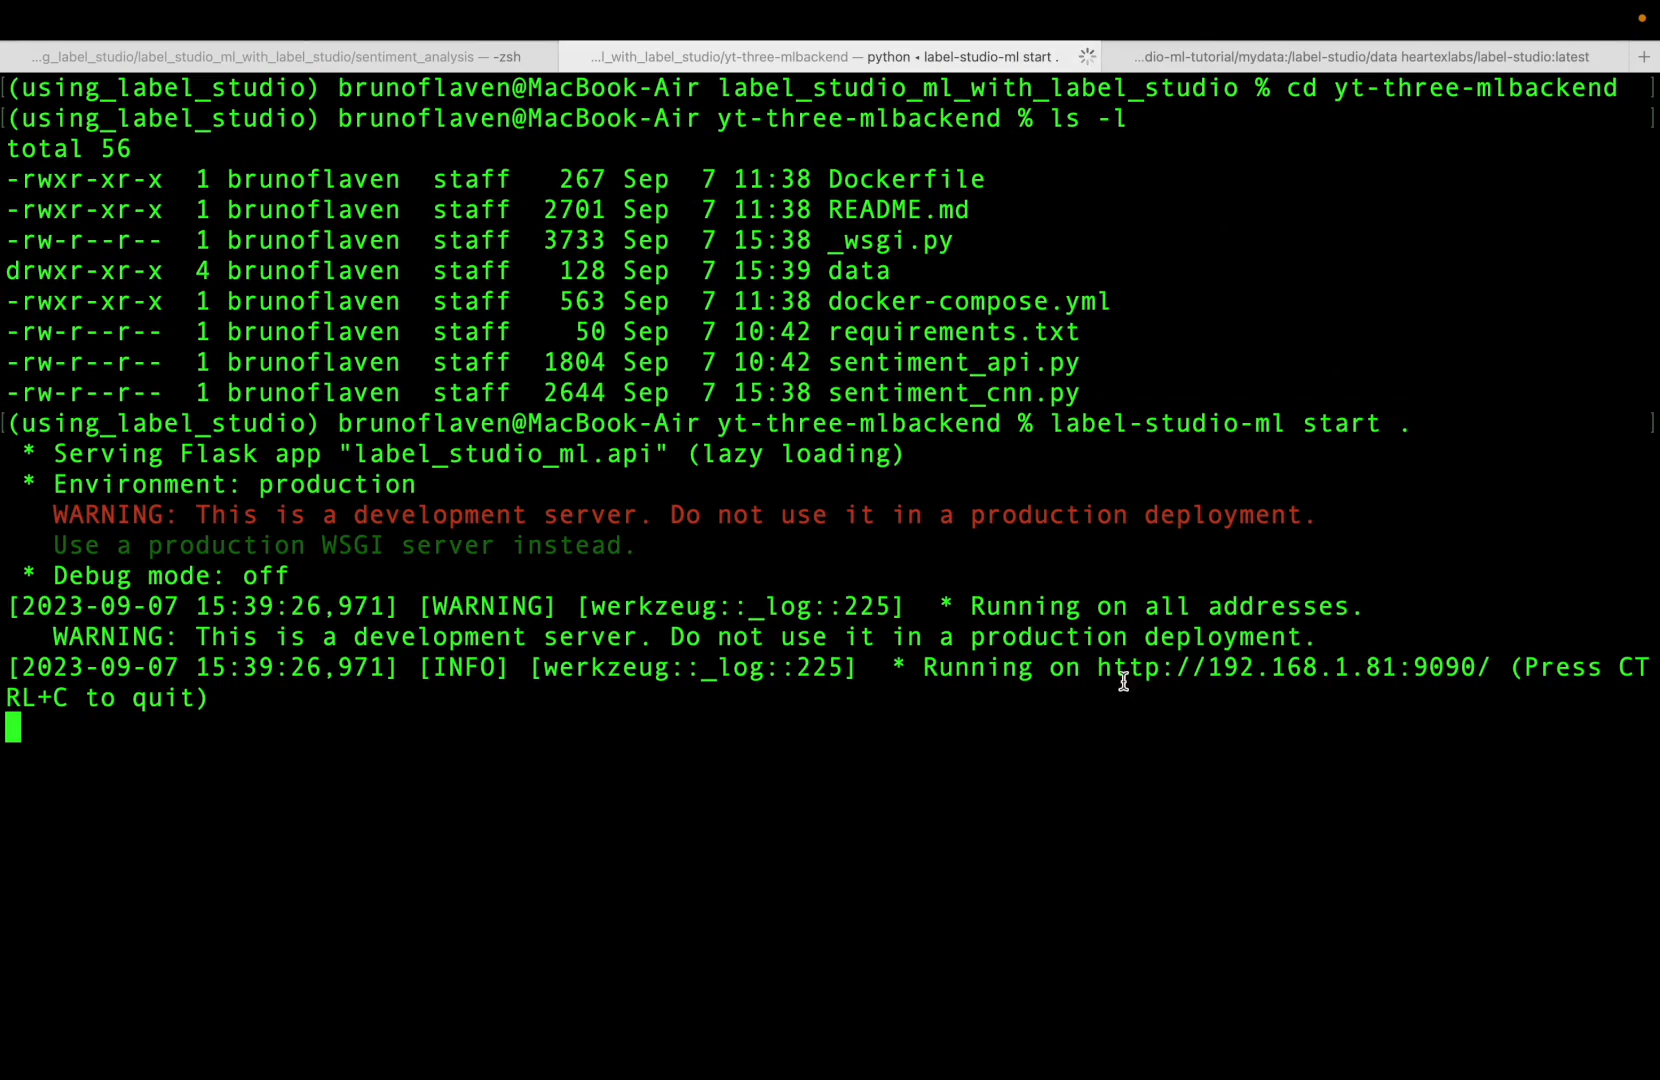 ...g_label_studio/label_studio_ml_with_label_studio/sentiment_analysis — -zsh
...l_with_label_studio/yt-three-mlbackend — python ◂ label-studio-ml start .
...dio-ml-tutorial/mydata:/label-studio/data heartexlabs/label-studio:latest
+
[(using_label_studio) brunoflaven@MacBook-Air label_studio_ml_with_label_studio % cd yt-three-mlbackend ]
[(using_label_studio) brunoflaven@MacBook-Air yt-three-mlbackend % ls -l ]
total 56
-rwxr-xr-x  1 brunoflaven  staff   267 Sep  7 11:38 Dockerfile
-rwxr-xr-x  1 brunoflaven  staff  2701 Sep  7 11:38 README.md
-rw-r--r--  1 brunoflaven  staff  3733 Sep  7 15:38 _wsgi.py
drwxr-xr-x  4 brunoflaven  staff   128 Sep  7 15:39 data
-rwxr-xr-x  1 brunoflaven  staff   563 Sep  7 11:38 docker-compose.yml
-rw-r--r--  1 brunoflaven  staff    50 Sep  7 10:42 requirements.txt
-rw-r--r--  1 brunoflaven  staff  1804 Sep  7 10:42 sentiment_api.py
-rw-r--r--  1 brunoflaven  staff  2644 Sep  7 15:38 sentiment_cnn.py
[(using_label_studio) brunoflaven@MacBook-Air yt-three-mlbackend % label-studio-ml start . ]
 * Serving Flask app "label_studio_ml.api" (lazy loading)
 * Environment: production
   WARNING: This is a development server. Do not use it in a production deployment.
   Use a production WSGI server instead.
 * Debug mode: off
[2023-09-07 15:39:26,971] [WARNING] [werkzeug::_log::225]  * Running on all addresses.
   WARNING: This is a development server. Do not use it in a production deployment.
[2023-09-07 15:39:26,971] [INFO] [werkzeug::_log::225]  * Running on http://192.168.1.81:9090/ (Press CT
RL+C to quit)